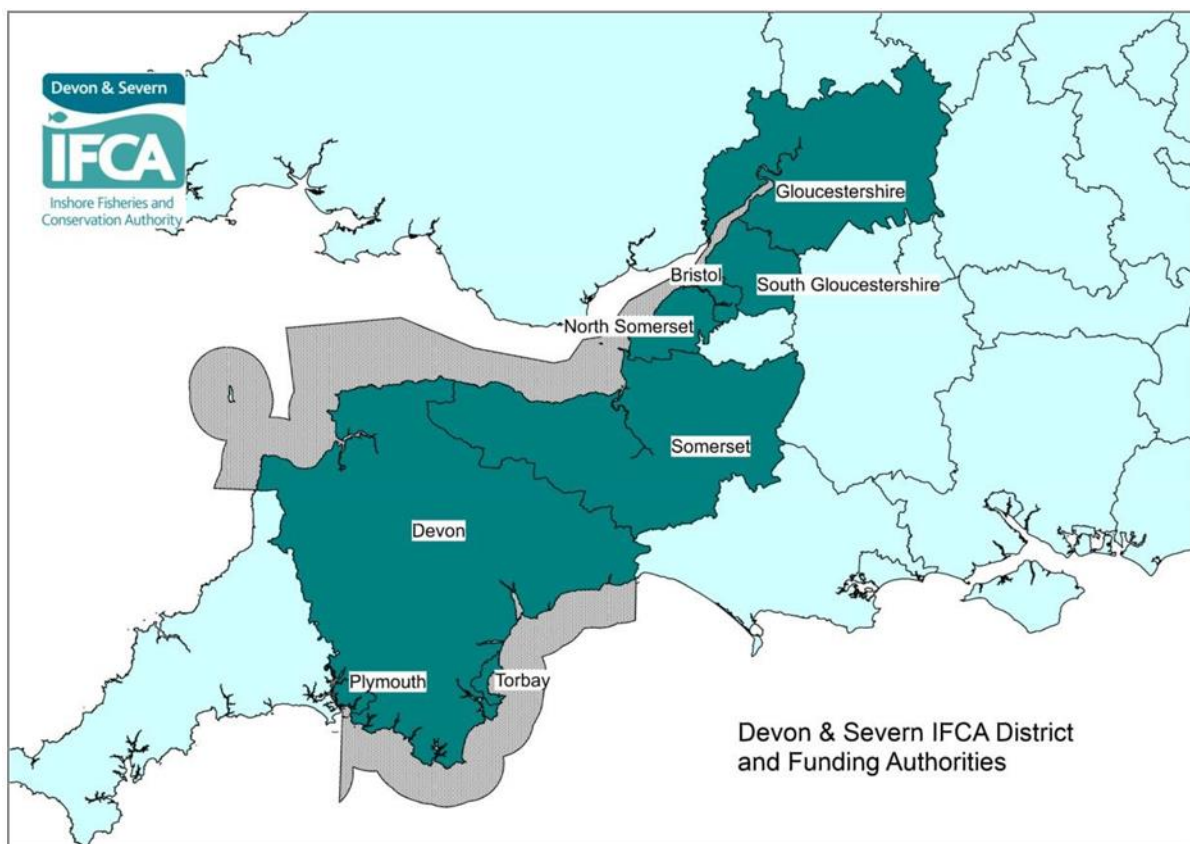 Devon & Severn
IFCA
Inshore Fisheries and
Conservation Authority
Gloucestershire
Bristol
South Gloucestershire
North Somerset
Somerset
Devon
Plymouth
Torbay
Devon & Severn IFCA District
and Funding Authorities